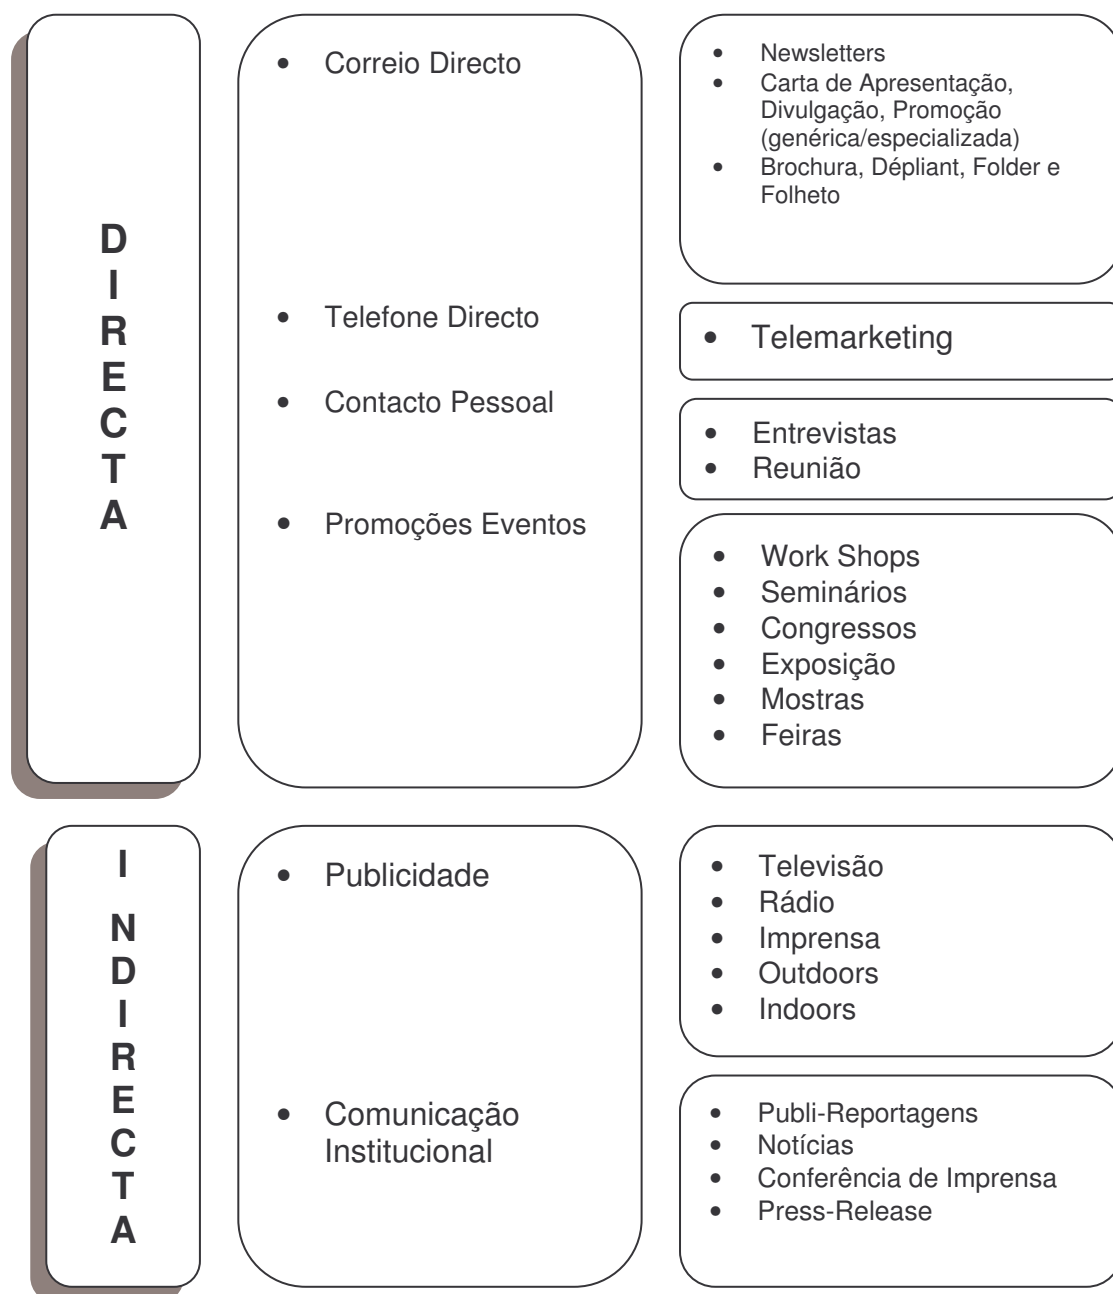 DIRECTA
• Correio Directo
• Telefone Directo
• Contacto Pessoal
• Promoções Eventos
• Newsletters
• Carta de Apresentação,
Divulgação, Promoção
(genérica/especializada)
• Brochura, Dépliant, Folder e
Folheto
• Telemarketing
• Entrevistas
• Reunião
• Work Shops
• Seminários
• Congressos
• Exposição
• Mostras
• Feiras
INDIRECTA
• Publicidade
• Comunicação
Institucional
• Televisão
• Rádio
• Imprensa
• Outdoors
• Indoors
• Publi-Reportagens
• Notícias
• Conferência de Imprensa
• Press-Release